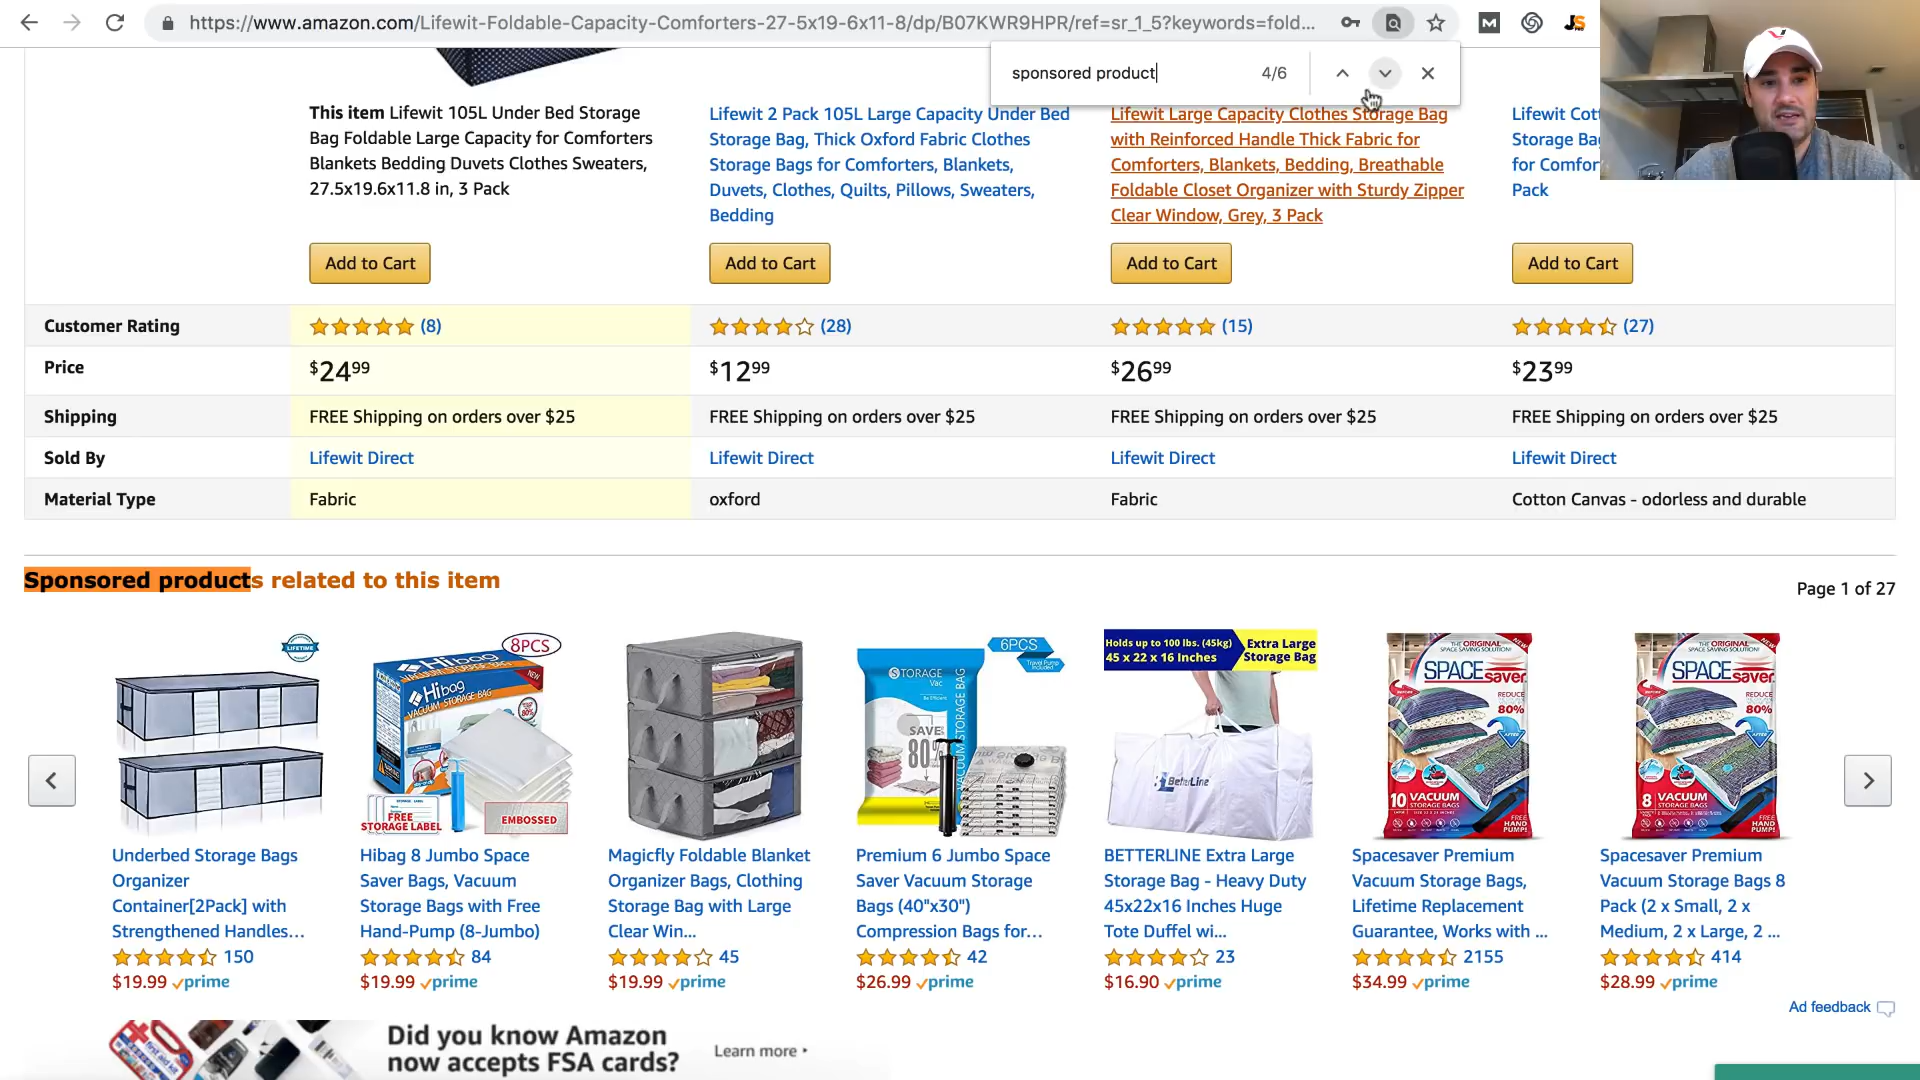 https://www.amazon.com/Lifewit-Foldable-Capacity-Comforters-27-5x19-6x11-8/dp/B07KWR9HPR/ref=sr_1_5?keywords=fold...
sponsored product 4/6
This item Lifewit 105L Under Bed Storage
Bag Foldable Large Capacity for Comforters
Blankets Bedding Duvets Clothes Sweaters,
27.5x19.6x11.8 in, 3 Pack
Lifewit 2 Pack 105L Large Capacity Under Bed
Storage Bag, Thick Oxford Fabric Clothes
Storage Bags for Comforters, Blankets,
Duvets, Clothes, Quilts, Pillows, Sweaters,
Bedding
Lifewit Large Capacity Clothes Storage Bag
with Reinforced Handle Thick Fabric for
Comforters, Blankets, Bedding, Breathable
Foldable Closet Organizer with Sturdy Zipper
Clear Window, Grey, 3 Pack
Lifewit Cot
Storage Ba
for Comfor
Pack
Add to Cart Add to Cart Add to Cart Add to Cart
Customer Rating (8) (28) (15) (27)
Price $24.99 $12.99 $26.99 $23.99
Shipping FREE Shipping on orders over $25 FREE Shipping on orders over $25 FREE Shipping on orders over $25 FREE Shipping on orders over $25
Sold By Lifewit Direct Lifewit Direct Lifewit Direct Lifewit Direct
Material Type Fabric oxford Fabric Cotton Canvas - odorless and durable
Sponsored products related to this item
Page 1 of 27
LIFETIME
8PCS
Hibag
VACUUM STORAGE BAG
NEW
FREE
STORAGE LABEL
EMBOSSED
6PCS
STORAGE
Vac
SAVE
80%
VACUUM STORAGE BAG
Holds up to 100 lbs. (45kg)
45 x 22 x 16 Inches
Extra Large
Storage Bag
BetterLine
THE ORIGINAL
SPACE SAVING SOLUTION!
NEW
SPACE
saver
REDUCE
80%
BEFORE
AFTER
10 VACUUM
STORAGE BAGS
FREE
HAND
PUMP!
THE ORIGINAL
SPACE SAVING SOLUTION!
NEW
SPACE
saver
REDUCE
80%
BEFORE
AFTER
8 VACUUM
STORAGE BAGS
FREE
HAND
PUMP!
Underbed Storage Bags
Organizer
Container[2Pack] with
Strengthened Handles...
150
$19.99 prime
Hibag 8 Jumbo Space
Saver Bags, Vacuum
Storage Bags with Free
Hand-Pump (8-Jumbo)
84
$19.99 prime
Magicfly Foldable Blanket
Organizer Bags, Clothing
Storage Bag with Large
Clear Win...
45
$19.99 prime
Premium 6 Jumbo Space
Saver Vacuum Storage
Bags (40"x30")
Compression Bags for...
42
$26.99 prime
BETTERLINE Extra Large
Storage Bag - Heavy Duty
45x22x16 Inches Huge
Tote Duffel wi...
23
$16.90 prime
Spacesaver Premium
Vacuum Storage Bags,
Lifetime Replacement
Guarantee, Works with ...
2155
$34.99 prime
Spacesaver Premium
Vacuum Storage Bags 8
Pack (2 x Small, 2 x
Medium, 2 x Large, 2 ...
414
$28.99 prime
Ad feedback
Did you know Amazon
now accepts FSA cards?
Learn more